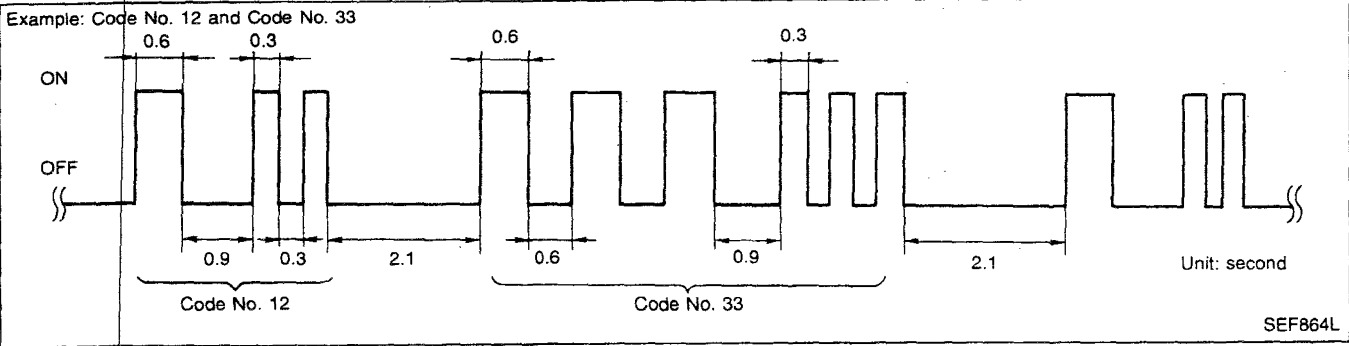 Example: Code No. 12 and Code No. 33
0.6 0.3 0.6 0.3
ON
OFF
0.9 0.3 2.1 0.6 0.9 2.1 Unit: second
Code No. 12 Code No. 33
SEF864L